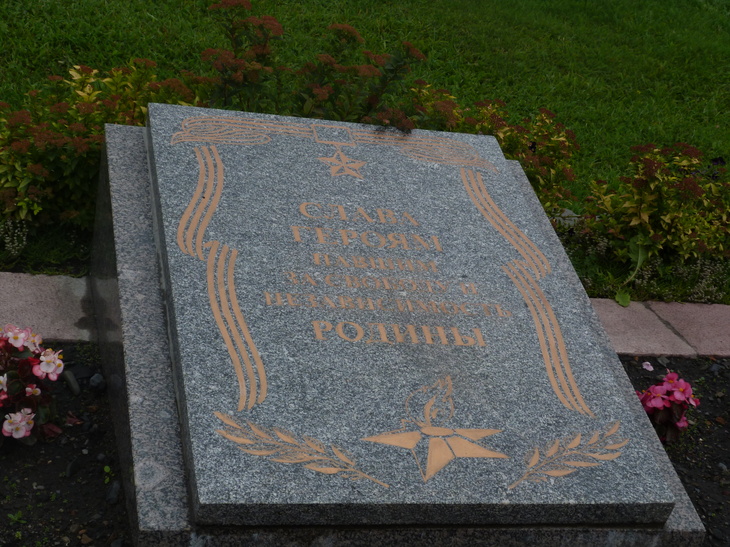 СЛАВА
ГЕРОЯМ
ПАВШИМ
ЗА СВОБОДУ И
НЕЗАВИСИМОСТЬ
РОДИНЫ